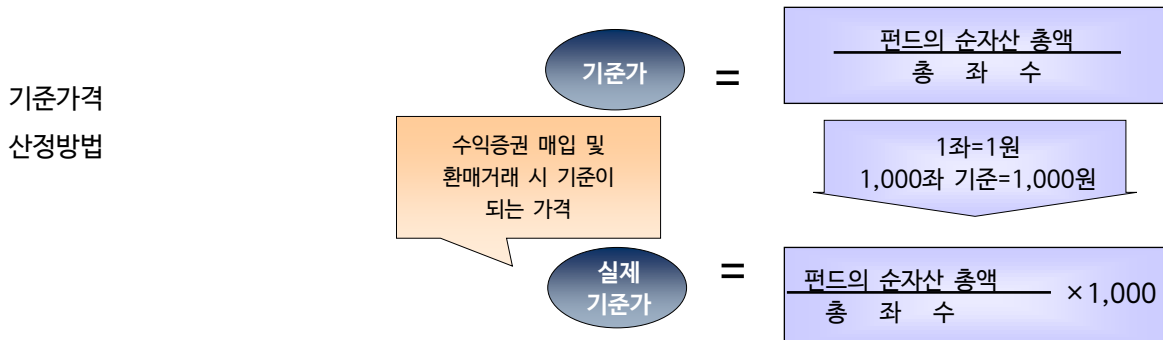 기준가격
산정방법
기준가
=
펀드의 순자산 총액
총 좌 수
수익증권 매입 및
환매거래 시 기준이
되는 가격
1좌=1원
1,000좌 기준=1,000원
실제
기준가
=
펀드의 순자산 총액
총 좌 수
×1,000